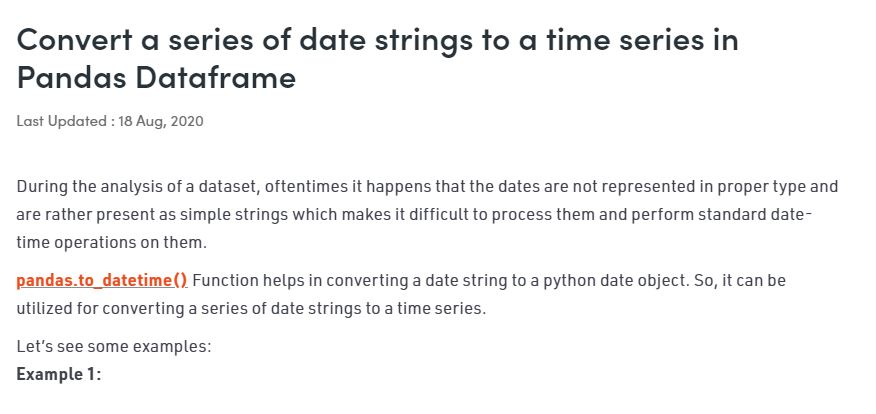 Convert a series of date strings to a time series in
Pandas Dataframe
Last Updated : 18 Aug, 2020
During the analysis of a dataset, oftentimes it happens that the dates are not represented in proper type and
are rather present as simple strings which makes it difficult to process them and perform standard date-
time operations on them.
pandas.to_datetime() Function helps in converting a date string to a python date object. So, it can be
utilized for converting a series of date strings to a time series.
Let’s see some examples:
Example 1: